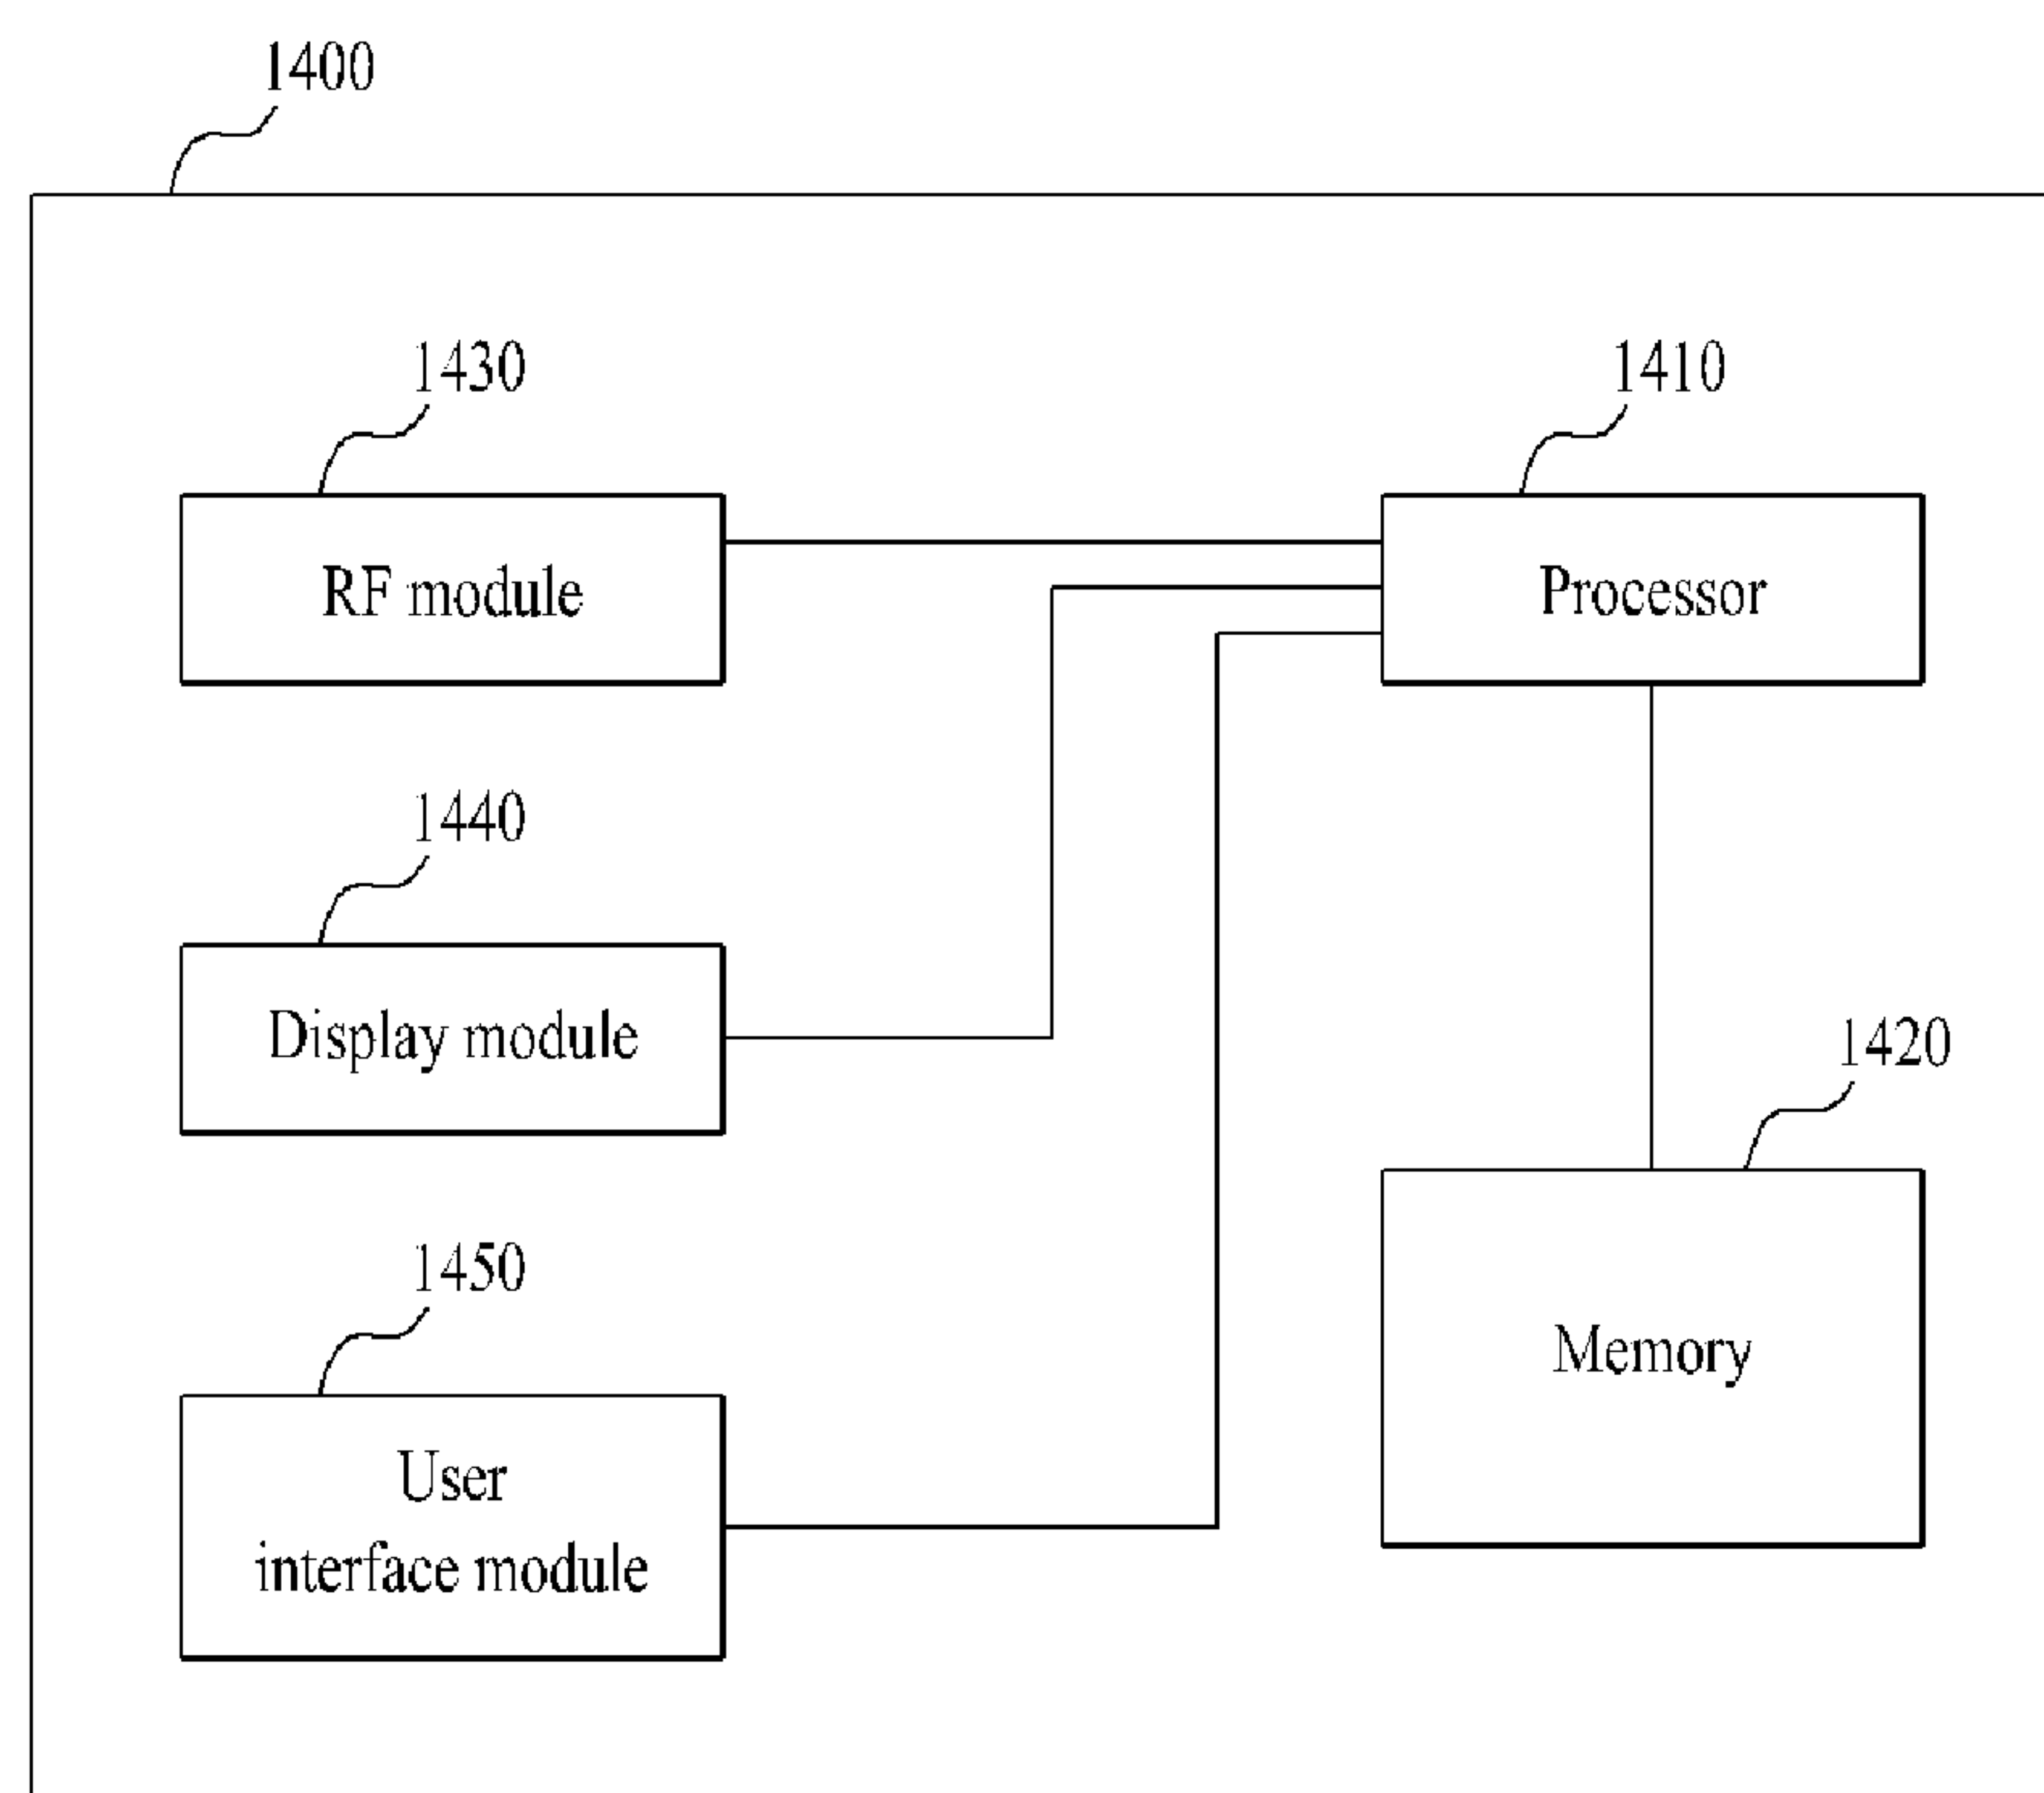 1400
1430
1410
RF module
Processor
1440
Display module
1420
1450
Memory
User
interface module